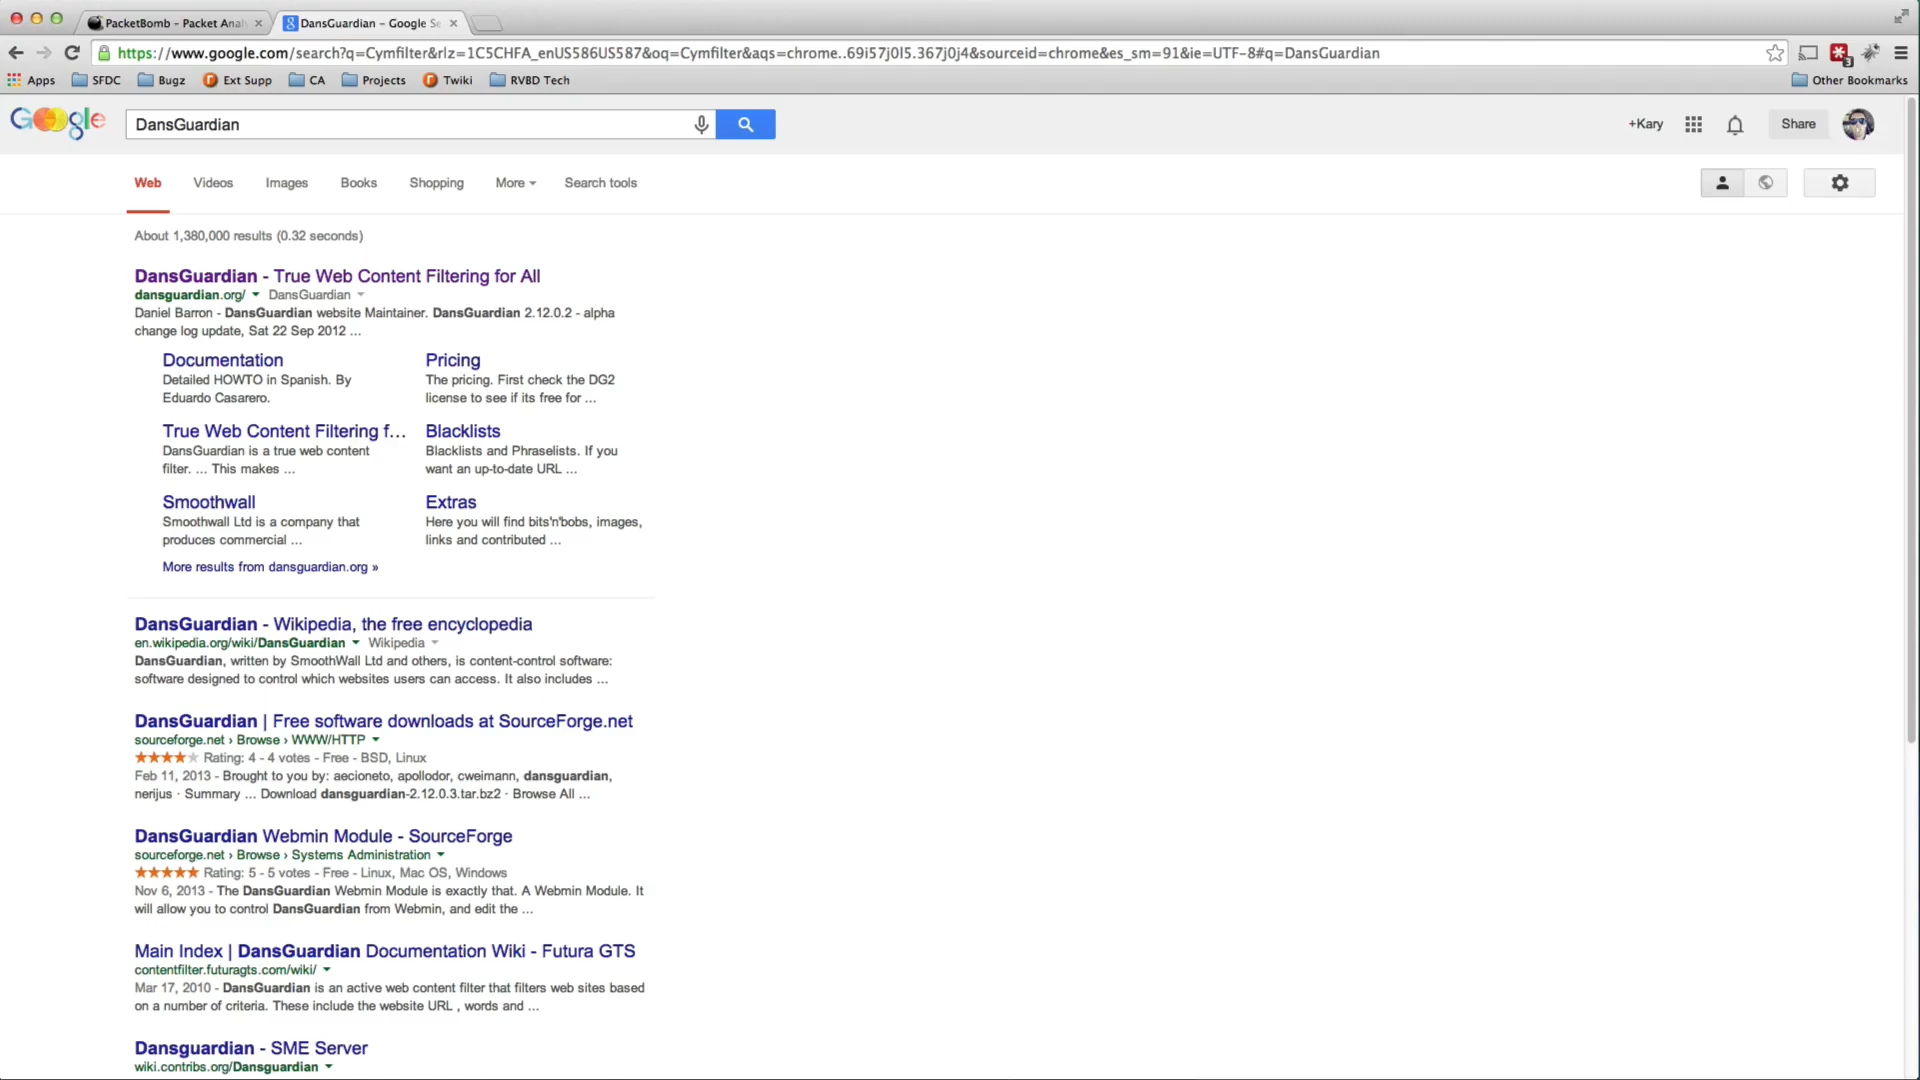 PacketBomb - Packet Anal
DansGuardian - Google Se
https://www.google.com/search?q=Cymfilter&rlz=1C5CHFA_enUS586US587&oq=Cymfilter&aqs=chrome..69i57j0l5.367j0j4&sourceid=chrome&es_sm=91&ie=UTF-8#q=DansGuardian
3
Apps SFDC Bugz Ext Supp CA Projects Twiki RVBD Tech Other Bookmarks
Google DansGuardian +Kary Share
Web Videos Images Books Shopping More Search tools
About 1,380,000 results (0.32 seconds)
DansGuardian - True Web Content Filtering for All
dansguardian.org/ DansGuardian
Daniel Barron - DansGuardian website Maintainer. DansGuardian 2.12.0.2 - alpha
change log update, Sat 22 Sep 2012 ...
Documentation
Detailed HOWTO in Spanish. By
Eduardo Casarero.
Pricing
The pricing. First check the DG2
license to see if its free for ...
True Web Content Filtering f...
DansGuardian is a true web content
filter. ... This makes ...
Blacklists
Blacklists and Phraselists. If you
want an up-to-date URL ...
Smoothwall
Smoothwall Ltd is a company that
produces commercial ...
Extras
Here you will find bits'n'bobs, images,
links and contributed ...
More results from dansguardian.org »
DansGuardian - Wikipedia, the free encyclopedia
en.wikipedia.org/wiki/DansGuardian Wikipedia
DansGuardian, written by SmoothWall Ltd and others, is content-control software:
software designed to control which websites users can access. It also includes ...
DansGuardian | Free software downloads at SourceForge.net
sourceforge.net › Browse › WWW/HTTP
Rating: 4 - 4 votes - Free - BSD, Linux
Feb 11, 2013 - Brought to you by: aecioneto, apollodor, cweimann, dansguardian,
nerijus · Summary ... Download dansguardian-2.12.0.3.tar.bz2 · Browse All ...
DansGuardian Webmin Module - SourceForge
sourceforge.net › Browse › Systems Administration
Rating: 5 - 5 votes - Free - Linux, Mac OS, Windows
Nov 6, 2013 - The DansGuardian Webmin Module is exactly that. A Webmin Module. It
will allow you to control DansGuardian from Webmin, and edit the ...
Main Index | DansGuardian Documentation Wiki - Futura GTS
contentfilter.futuragts.com/wiki/
Mar 17, 2010 - DansGuardian is an active web content filter that filters web sites based
on a number of criteria. These include the website URL , words and ...
Dansguardian - SME Server
wiki.contribs.org/Dansguardian